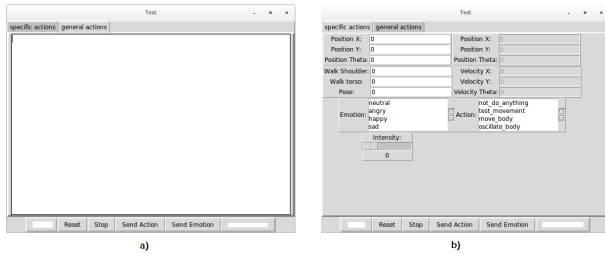 Test
specific actions general actions
Reset Stop Send Action Send Emotion
a)
Test
specific actions general actions
Position X: 0 Position X: 0
Position Y: 0 Position Y: 0
Position Theta: 0 Position Theta: 0
Walk Shoulder: 0 Velocity X: 0
Walk torso: 0 Velocity Y: 0
Pose: 0 Velocity Theta: 0
Emotion:
neutral
angry
happy
sad
Action:
not_do_anything
test_movement
move_body
oscillate_body
Intensity:
0
Reset Stop Send Action Send Emotion
b)